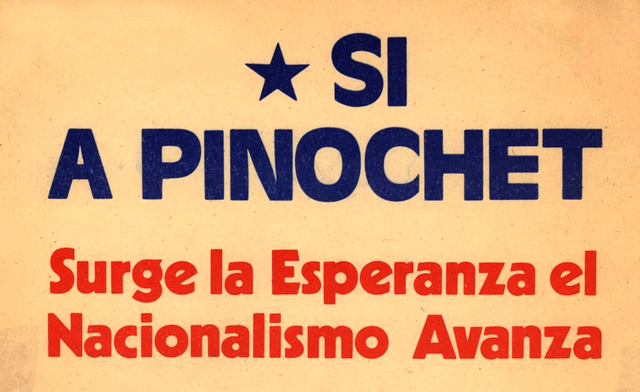 ★ SI
A PINOCHET
Surge la Esperanza el
Nacionalismo Avanza